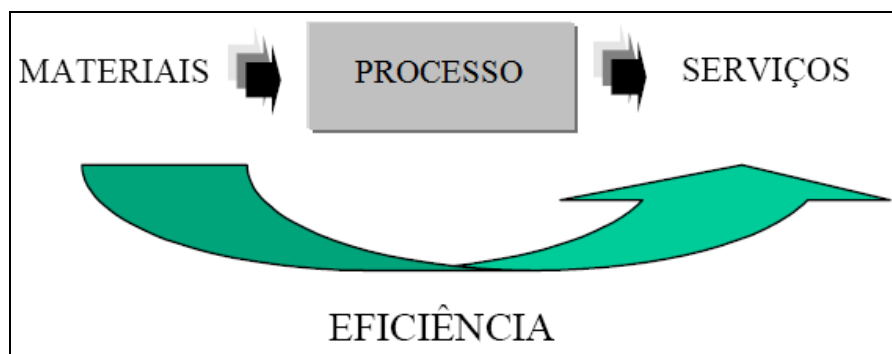 MATERIAIS
PROCESSO
SERVIÇOS
EFICIÊNCIA